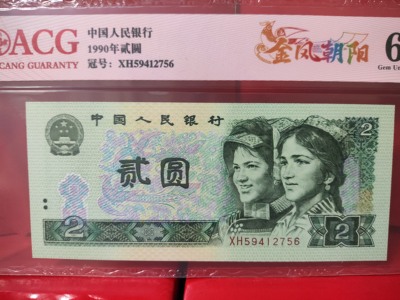 ACG
CANG GUARANTY
中国人民银行
1990年贰圆
冠号：XH59412756
金凤朝阳
6
Gem Un
中国人民银行
2
贰圆
2
XH59412756
2